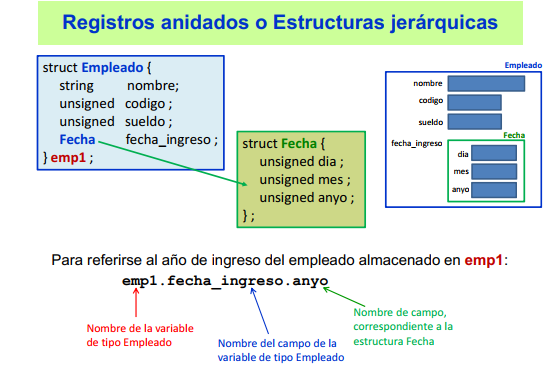 Registros anidados o Estructuras jerárquicas
struct Empleado {
string nombre;
unsigned codigo ;
unsigned sueldo ;
Fecha fecha_ingreso ;
} emp1 ;
struct Fecha {
unsigned dia ;
unsigned mes ;
unsigned anyo ;
} ;
Empleado
nombre
codigo
sueldo
fecha_ingreso
Fecha
dia
mes
anyo
Para referirse al año de ingreso del empleado almacenado en emp1:
emp1.fecha_ingreso.anyo
Nombre de la variable
de tipo Empleado
Nombre del campo de la
variable de tipo Empleado
Nombre de campo,
correspondiente a la
estructura Fecha